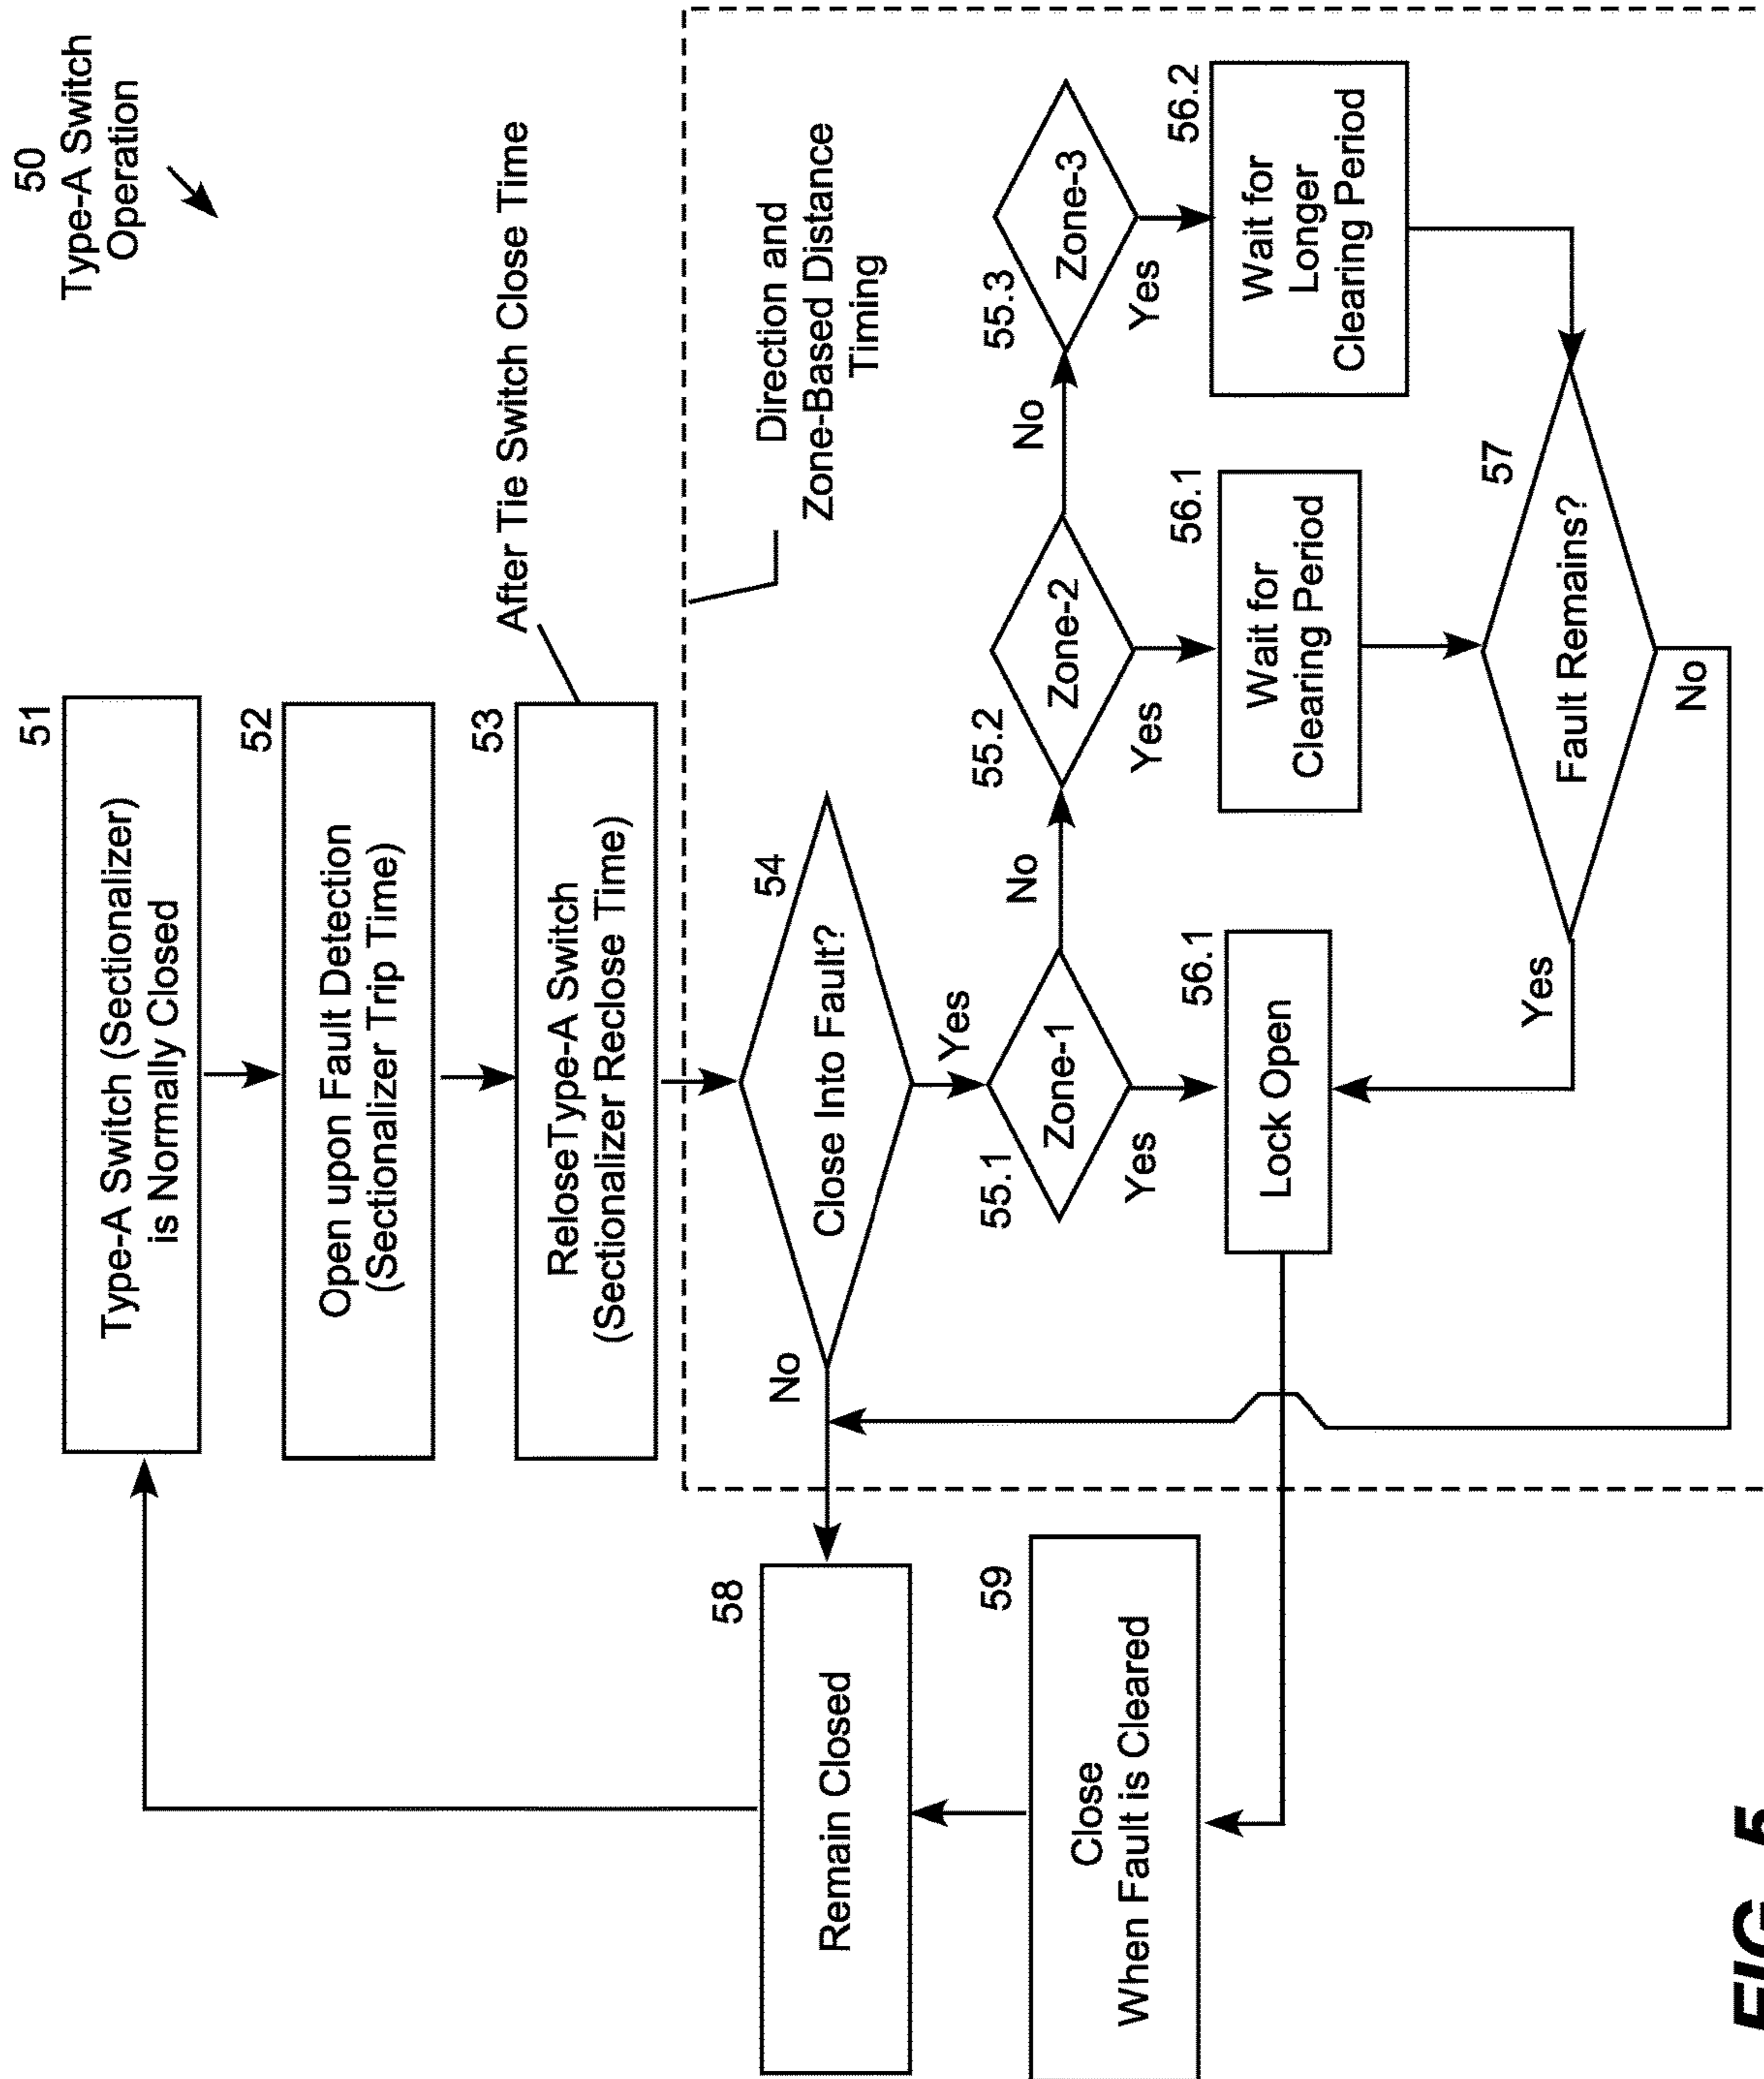 50
Type-A Switch
Operation
51
Type-A Switch (Sectionalizer)
is Normally Closed
52
Open upon Fault Detection
(Sectionalizer Trip Time)
53
ReloseType-A Switch
(Sectionalizer Reclose Time)
After Tie Switch Close Time
Direction and
Zone-Based Distance
Timing
54
Close Into Fault?
No
Yes
55.1
Zone-1
Yes
No
55.2
Zone-2
Yes
No
55.3
Zone-3
Yes
56.1
Lock Open
56.1
Wait for
Clearing Period
56.2
Wait for
Longer
Clearing Period
57
Fault Remains?
Yes
No
58
Remain Closed
59
Close
When Fault is Cleared
FIG. 5